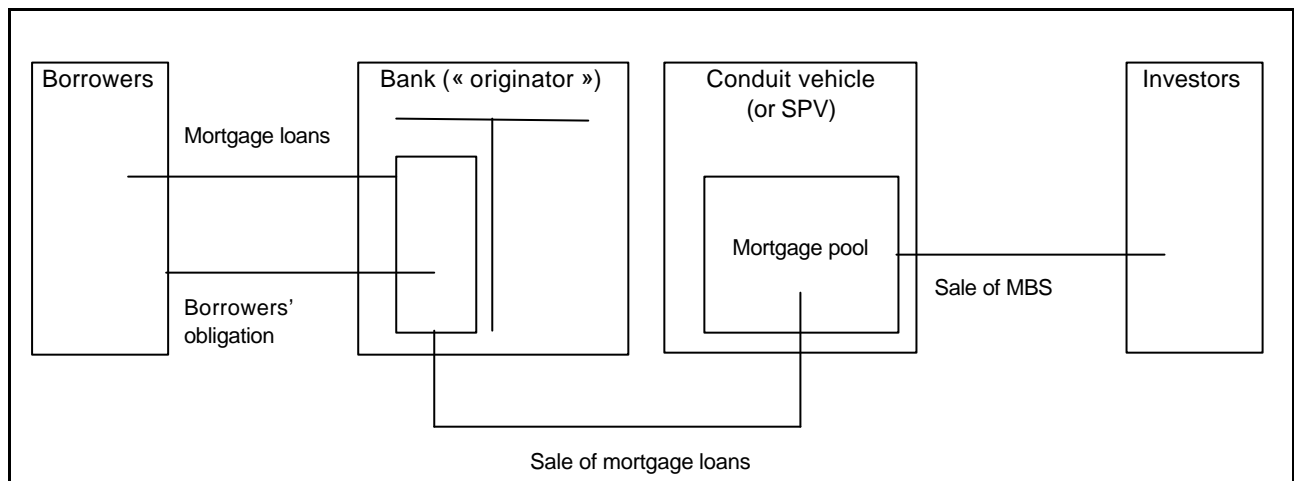 Borrowers
Bank (« originator »)
Conduit vehicle
(or SPV)
Investors
Mortgage loans
Mortgage pool
Sale of MBS
Borrowers’
obligation
Sale of mortgage loans